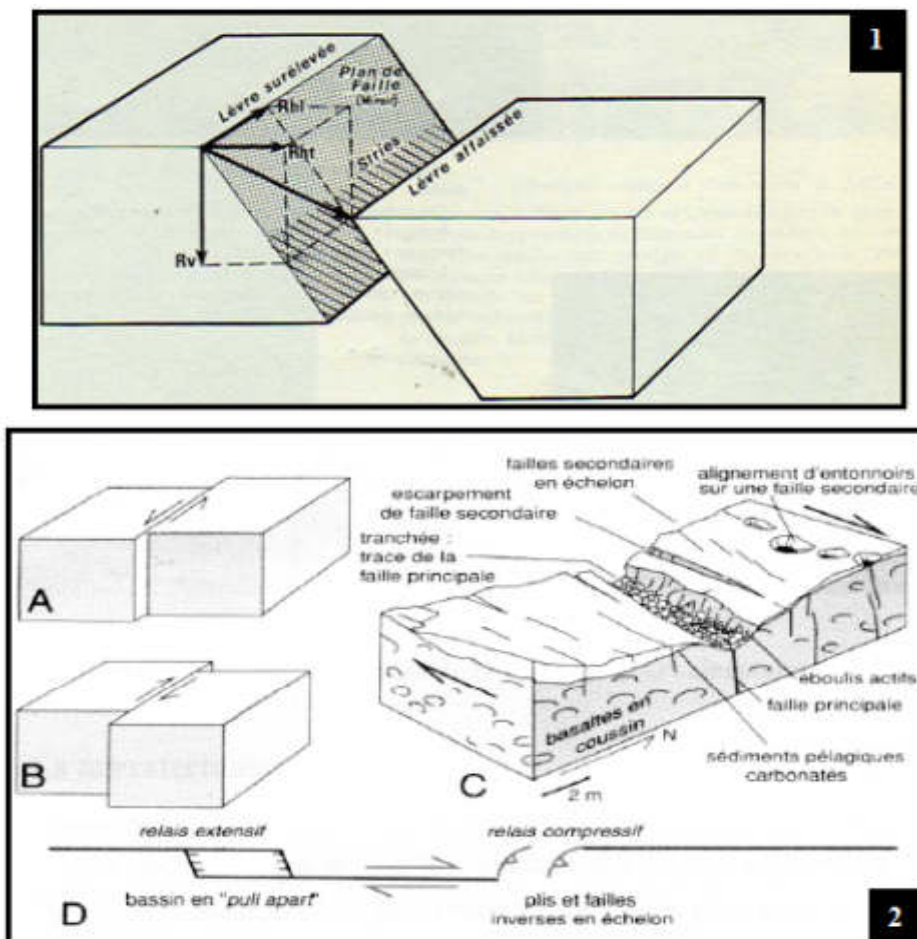 1
Lèvre surélevée
Plan de
Faille
(Miroir)
Rhl
Rht
Stries
Lèvre affaissée
Rv
failles secondaires
en échelon
alignement d'entonnoirs
sur une faille secondaire
escarpement
de faille secondaire
tranchée :
trace de la
faille principale
A
éboulis actifs
faille principale
basaltes en
coussin
N
sédiments pélagiques
carbonatés
B
C
2 m
relais extensif
relais compressif
bassin en "pull apart"
plis et failles
inverses en échelon
D
2